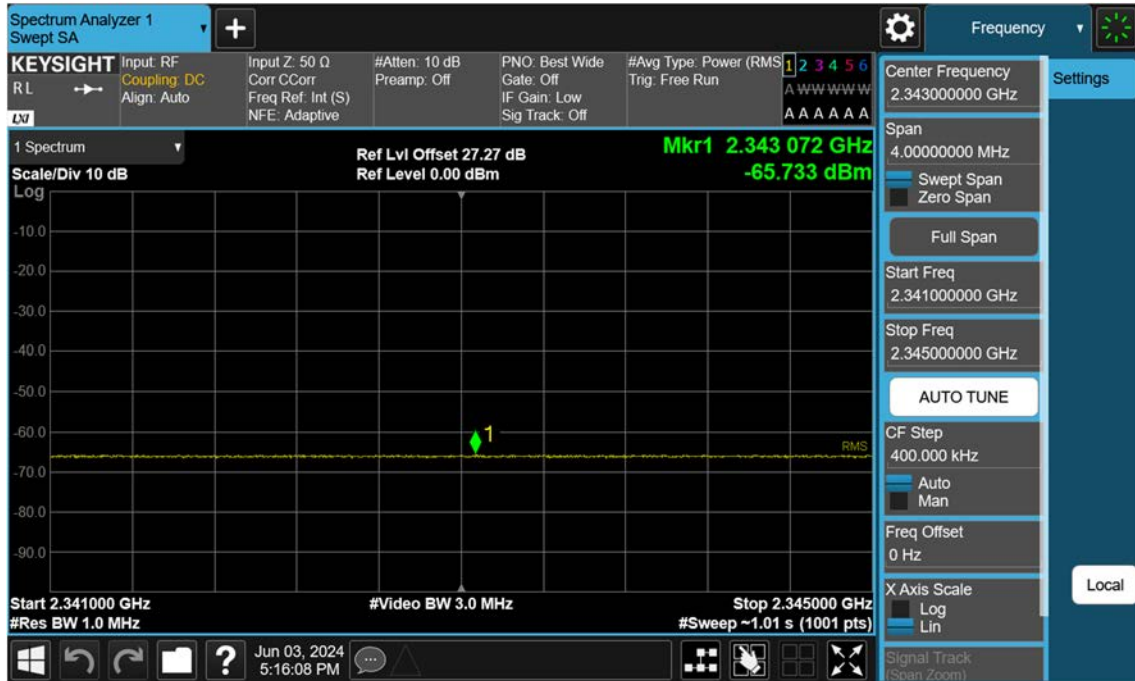 Spectrum Analyzer 1
Swept SA
+
Frequency
KEYSIGHT
R L
LXI
Input: RF
Coupling: DC
Align: Auto
Input Z: 50 Ω
Corr CCorr
Freq Ref: Int (S)
NFE: Adaptive
#Atten: 10 dB
Preamp: Off
PNO: Best Wide
Gate: Off
IF Gain: Low
Sig Track: Off
#Avg Type: Power (RMS
Trig: Free Run
1 2 3 4 5 6
A W W W W W
A A A A A A
1 Spectrum
Scale/Div 10 dB
Log
Ref Lvl Offset 27.27 dB
Ref Level 0.00 dBm
Mkr1 2.343 072 GHz
-65.733 dBm
-10.0
-20.0
-30.0
-40.0
-50.0
-60.0
-70.0
-80.0
-90.0
1
RMS
Start 2.341000 GHz
#Res BW 1.0 MHz
#Video BW 3.0 MHz
Stop 2.345000 GHz
#Sweep ~1.01 s (1001 pts)
?
Jun 03, 2024
5:16:08 PM
Center Frequency
2.343000000 GHz
Span
4.00000000 MHz
Swept Span
Zero Span
Full Span
Start Freq
2.341000000 GHz
Stop Freq
2.345000000 GHz
AUTO TUNE
CF Step
400.000 kHz
Auto
Man
Freq Offset
0 Hz
X Axis Scale
Log
Lin
Signal Track
(Span Zoom)
Settings
Local